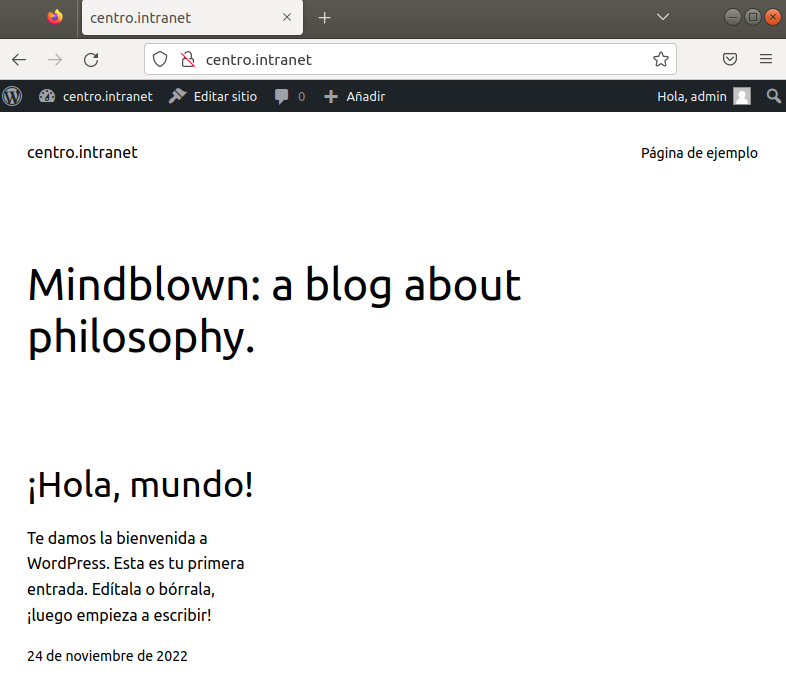 centro.intranet
centro.intranet
centro.intranet Editar sitio 0 Añadir Hola, admin
centro.intranet Página de ejemplo
Mindblown: a blog about
philosophy.
¡Hola, mundo!
Te damos la bienvenida a
WordPress. Esta es tu primera
entrada. Edítala o bórrala,
¡luego empieza a escribir!
24 de noviembre de 2022